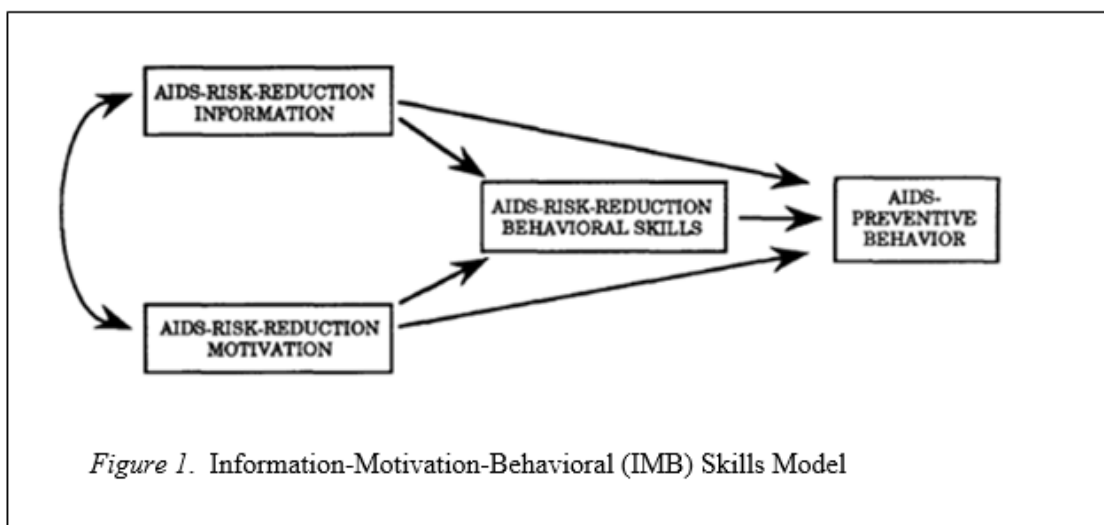 AIDS-RISK-REDUCTION
INFORMATION
AIDS-RISK-REDUCTION
BEHAVIORAL SKILLS
AIDS-
PREVENTIVE
BEHAVIOR
AIDS-RISK-REDUCTION
MOTIVATION
Figure 1. Information-Motivation-Behavioral (IMB) Skills Model